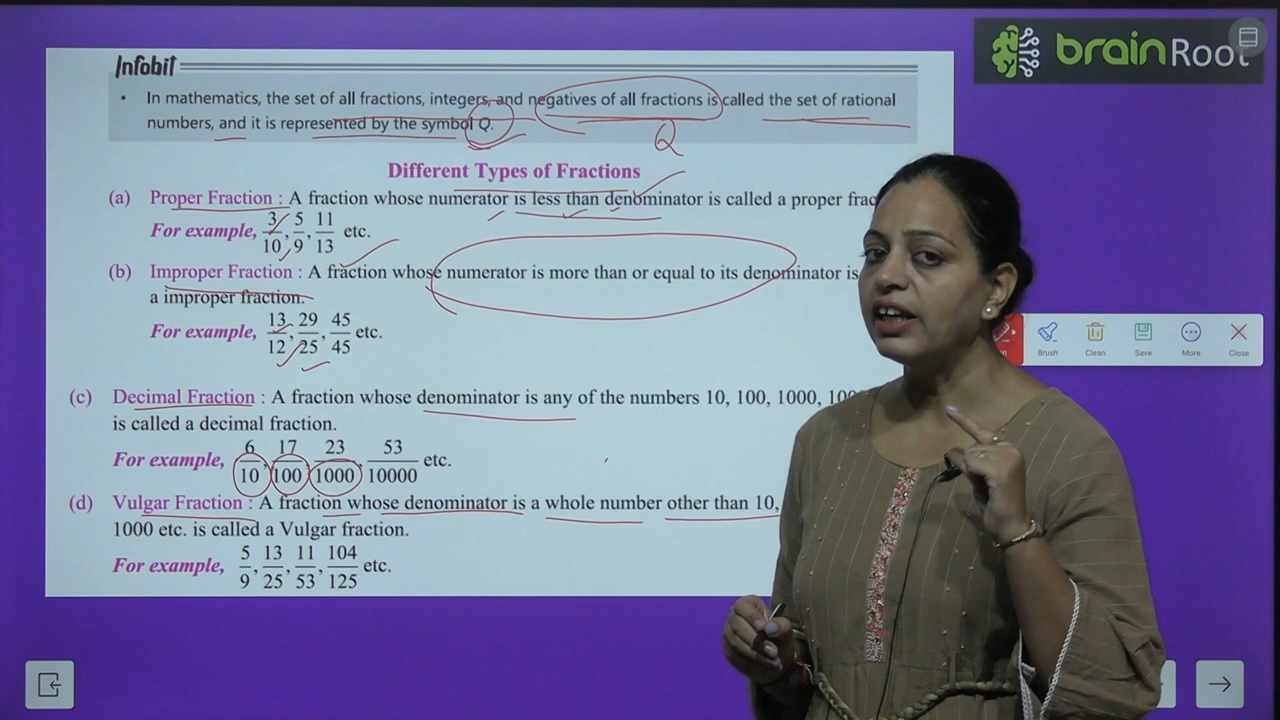 brainRoot
Infobit
• In mathematics, the set of all fractions, integers, and negatives of all fractions is called the set of rational
numbers, and it is represented by the symbol Q.
Q
Different Types of Fractions
(a) Proper Fraction : A fraction whose numerator is less than denominator is called a proper frac
For example, 3/10, 5/9, 11/13 etc.
(b) Improper Fraction : A fraction whose numerator is more than or equal to its denominator is
a improper fraction.
For example, 13/12, 29/25, 45/45 etc.
(c) Decimal Fraction : A fraction whose denominator is any of the numbers 10, 100, 1000, 100
is called a decimal fraction.
For example, 6/10, 17/100, 23/1000, 53/10000 etc.
(d) Vulgar Fraction : A fraction whose denominator is a whole number other than 10,
1000 etc. is called a Vulgar fraction.
For example, 5/9, 13/25, 11/53, 104/125 etc.
Brush Clean Save More Close